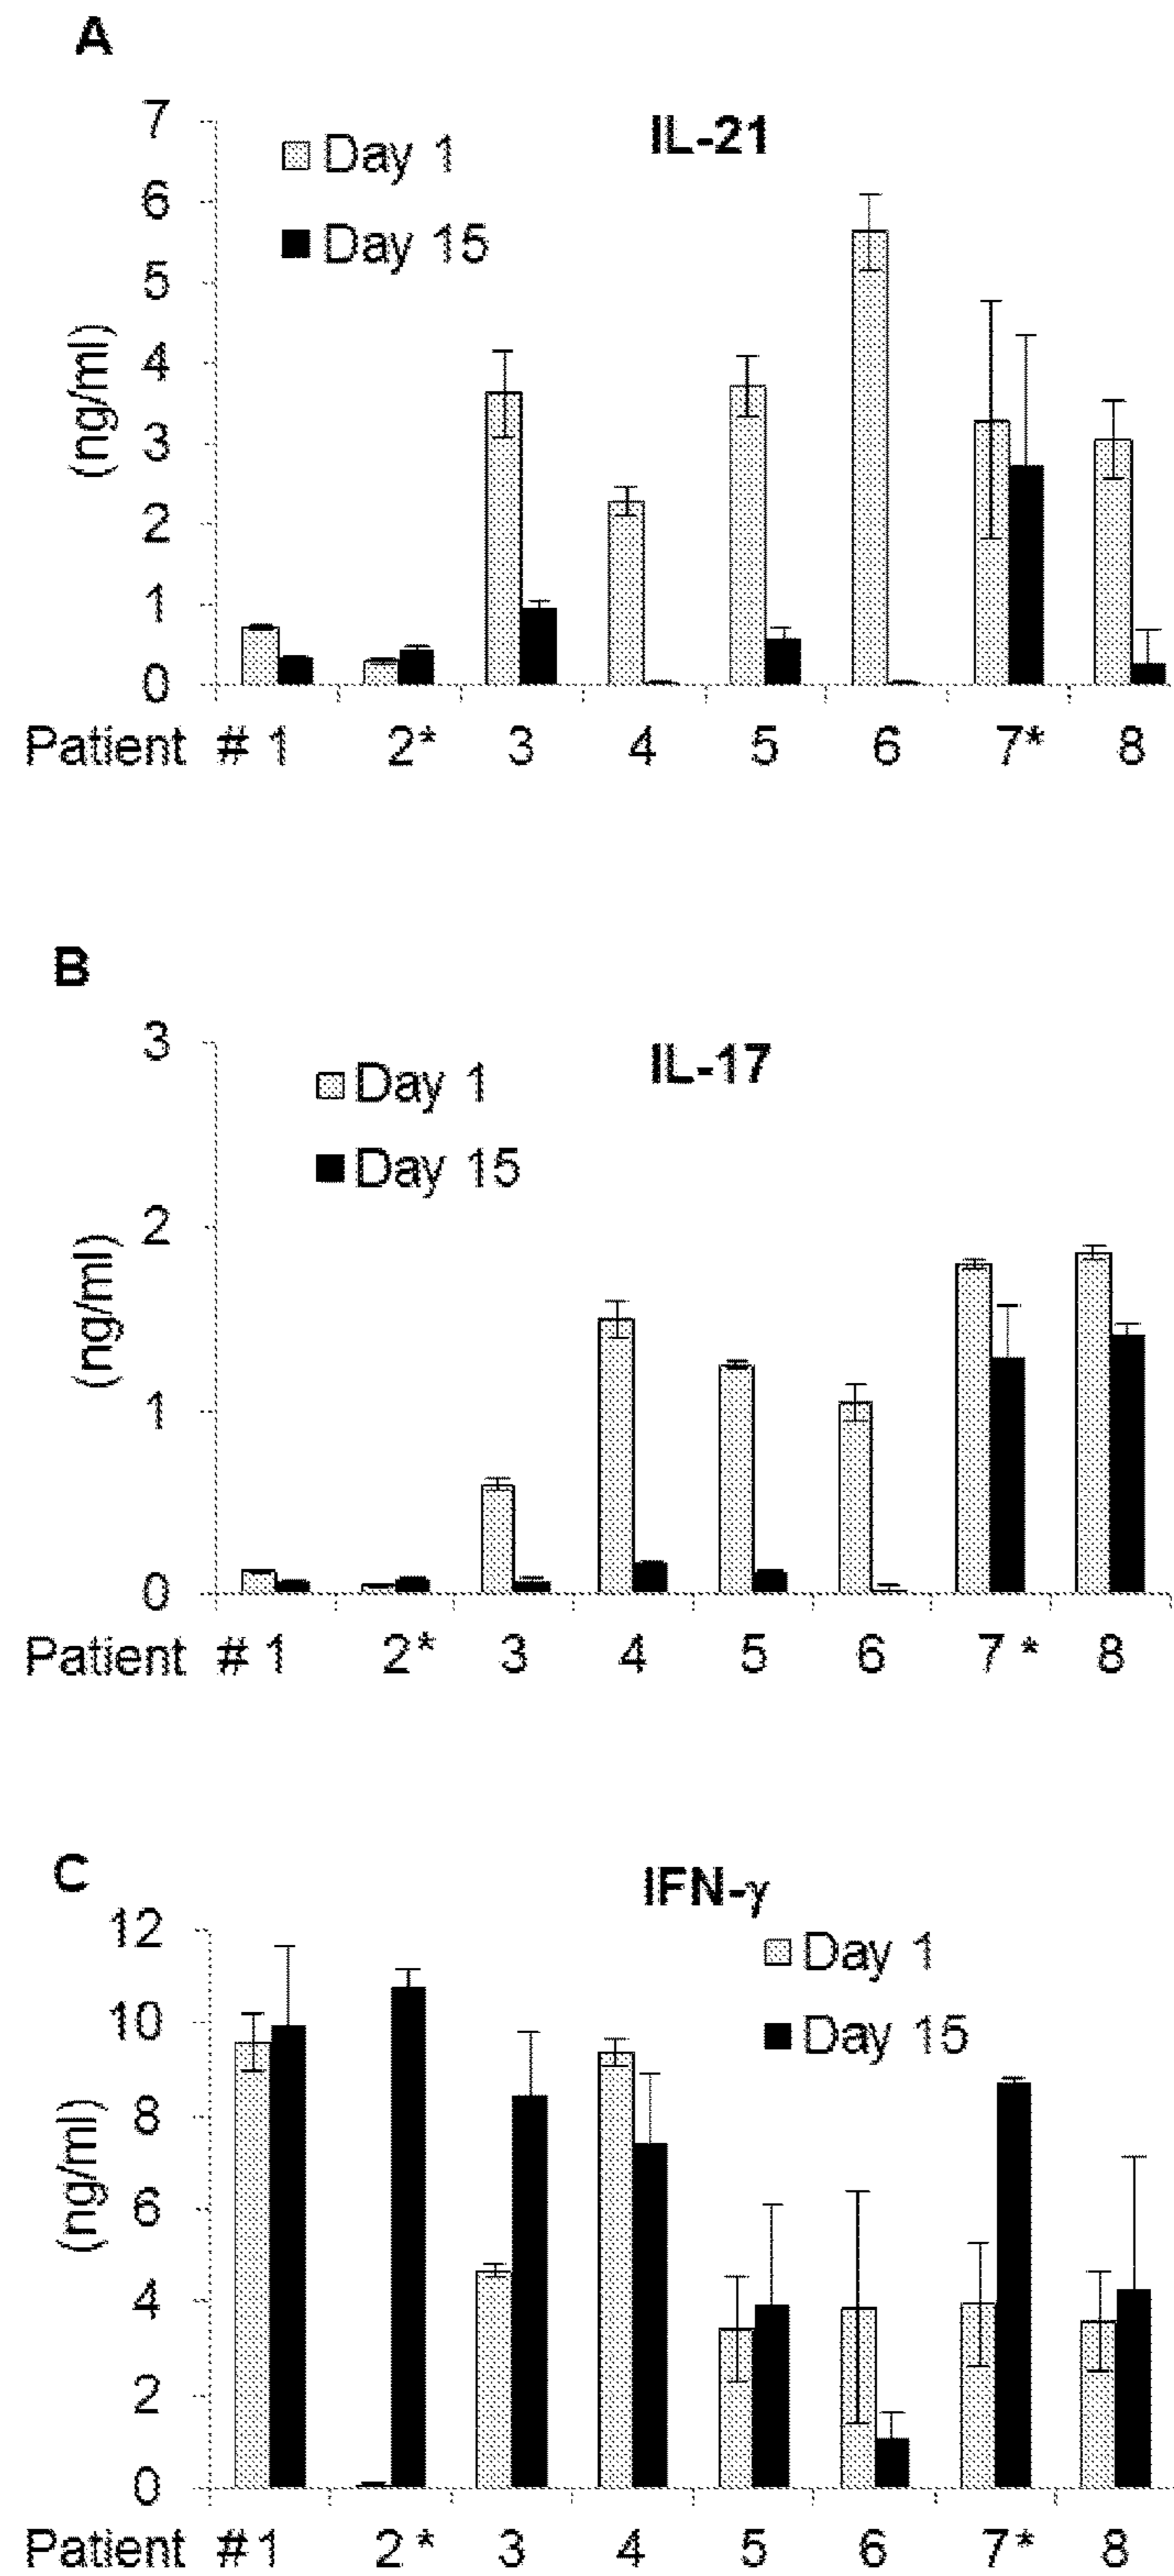 A
IL-21
Day 1
Day 15
7
6
5
4
3
2
1
0
(ng/ml)
Patient # 1 2* 3 4 5 6 7* 8
B
IL-17
Day 1
Day 15
3
2
1
0
(ng/ml)
Patient # 1 2* 3 4 5 6 7 * 8
C
IFN-γ
Day 1
Day 15
12
10
8
6
4
2
0
(ng/ml)
Patient #1 2* 3 4 5 6 7* 8